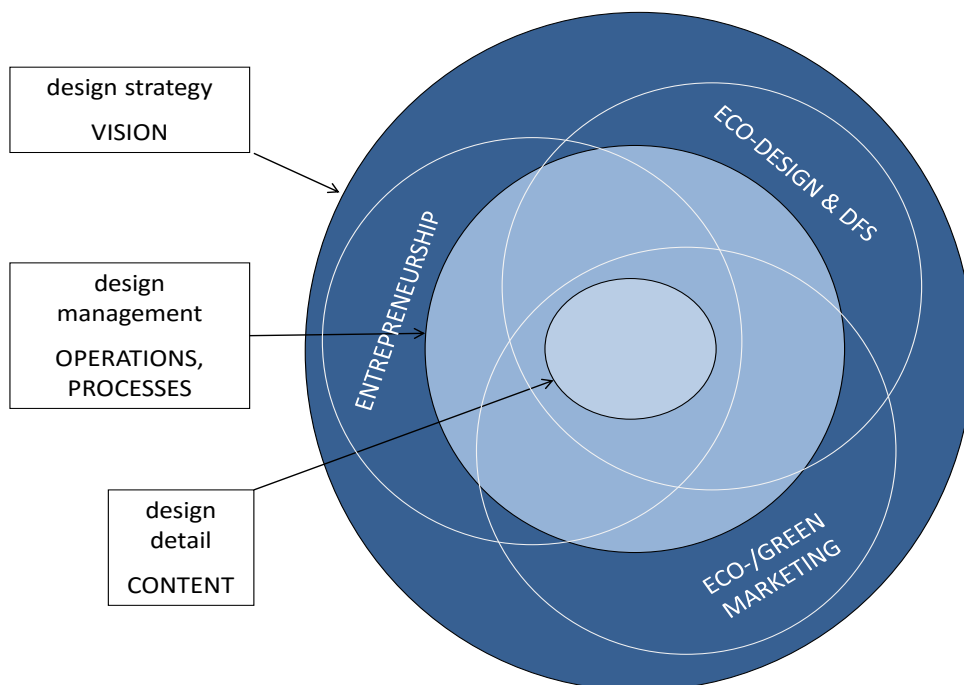 design strategy
VISION
design
management
OPERATIONS,
PROCESSES
design
detail
CONTENT
ENTREPRENEURSHIP
ECO-DESIGN & DFS
ECO-/GREEN
MARKETING